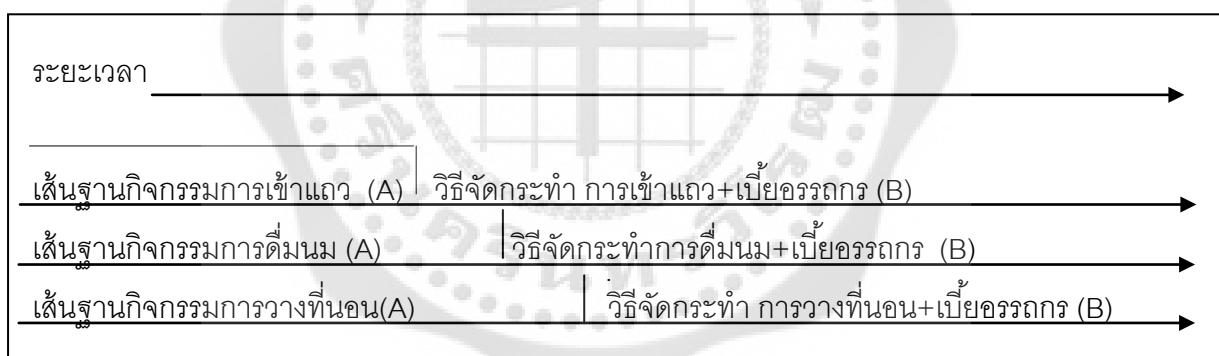 ระยะเวลา
เส้นฐานกิจกรรมการเข้าแถว (A) วิธีจัดกระทำ การเข้าแถว+เบี้ยอรรถกร (B)
เส้นฐานกิจกรรมการดื่มนม (A) วิธีจัดกระทำการดื่มนม+เบี้ยอรรถกร (B)
เส้นฐานกิจกรรมการวางที่นอน(A) วิธีจัดกระทำ การวางที่นอน+เบี้ยอรรถกร (B)